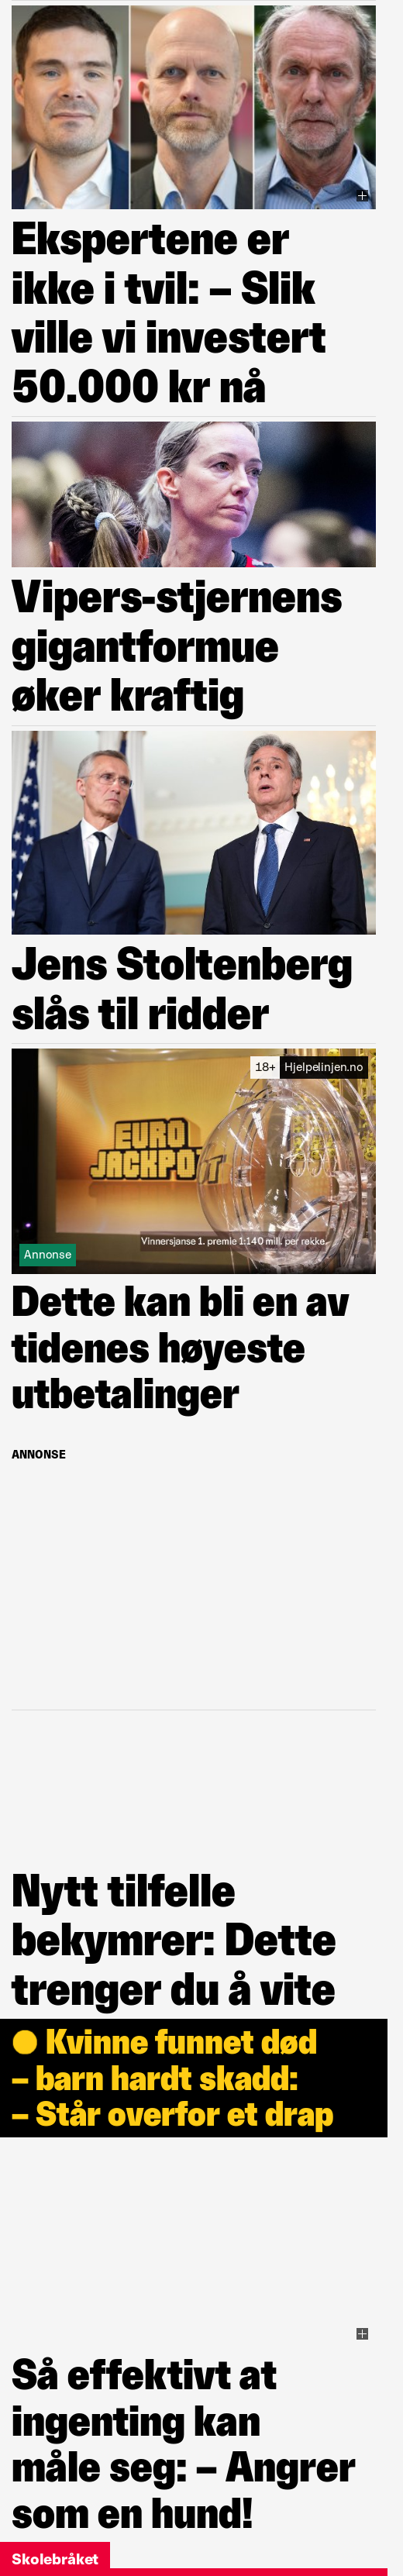 Ekspertene er
ikke i tvil: – Slik
ville vi investert
50.000 kr nå
Vipers-stjernens
gigantformue
øker kraftig
Jens Stoltenberg
slås til ridder
18+ Hjelpelinjen.no
EURO
JACKPOT
Vinnersjanse 1. premie 1:140 mill. per rekke.
Annonse
Dette kan bli en av
tidenes høyeste
utbetalinger
ANNONSE
Nytt tilfelle
bekymrer: Dette
trenger du å vite
Kvinne funnet død
– barn hardt skadd:
– Står overfor et drap
Så effektivt at
ingenting kan
måle seg: – Angrer
som en hund!
Skolebråket